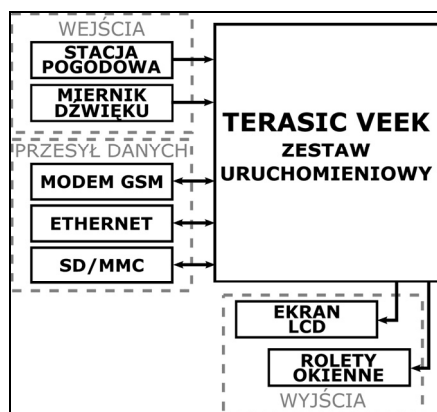 WEJŚCIA
STACJA
POGODOWA
MIERNIK
DŹWIĘKU
PRZESYŁ DANYCH
MODEM GSM
ETHERNET
SD/MMC
TERASIC VEEK
ZESTAW
URUCHOMIENIOWY
EKRAN
LCD
ROLETY
OKIENNE
WYJŚCIA